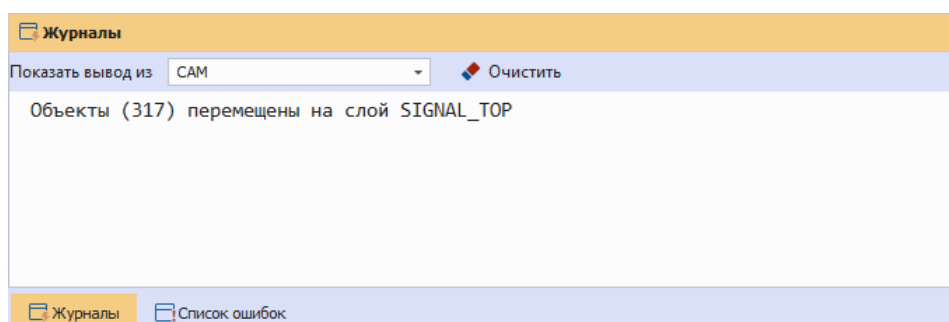 Журналы
Показать вывод из CAM Очистить
Объекты (317) перемещены на слой SIGNAL_TOP
Журналы Список ошибок